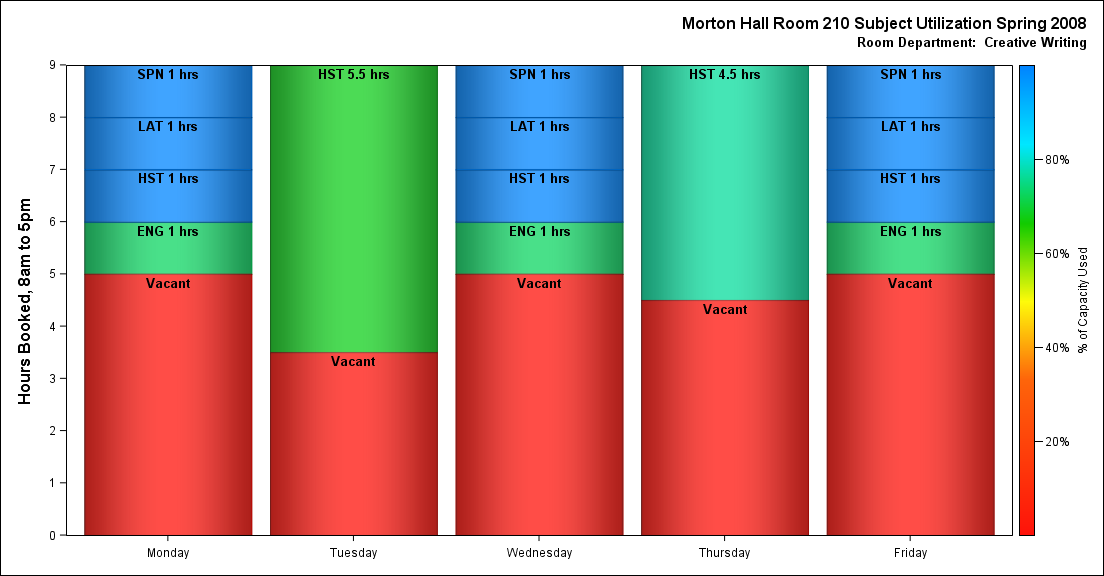 Morton Hall Room 210 Subject Utilization Spring 2008
Room Department: Creative Writing
Hours Booked, 8am to 5pm
9
8
7
6
5
4
3
2
1
0
SPN 1 hrs
LAT 1 hrs
HST 1 hrs
ENG 1 hrs
Vacant
HST 5.5 hrs
Vacant
SPN 1 hrs
LAT 1 hrs
HST 1 hrs
ENG 1 hrs
Vacant
HST 4.5 hrs
Vacant
SPN 1 hrs
LAT 1 hrs
HST 1 hrs
ENG 1 hrs
Vacant
Monday
Tuesday
Wednesday
Thursday
Friday
80%
60%
40%
20%
% of Capacity Used